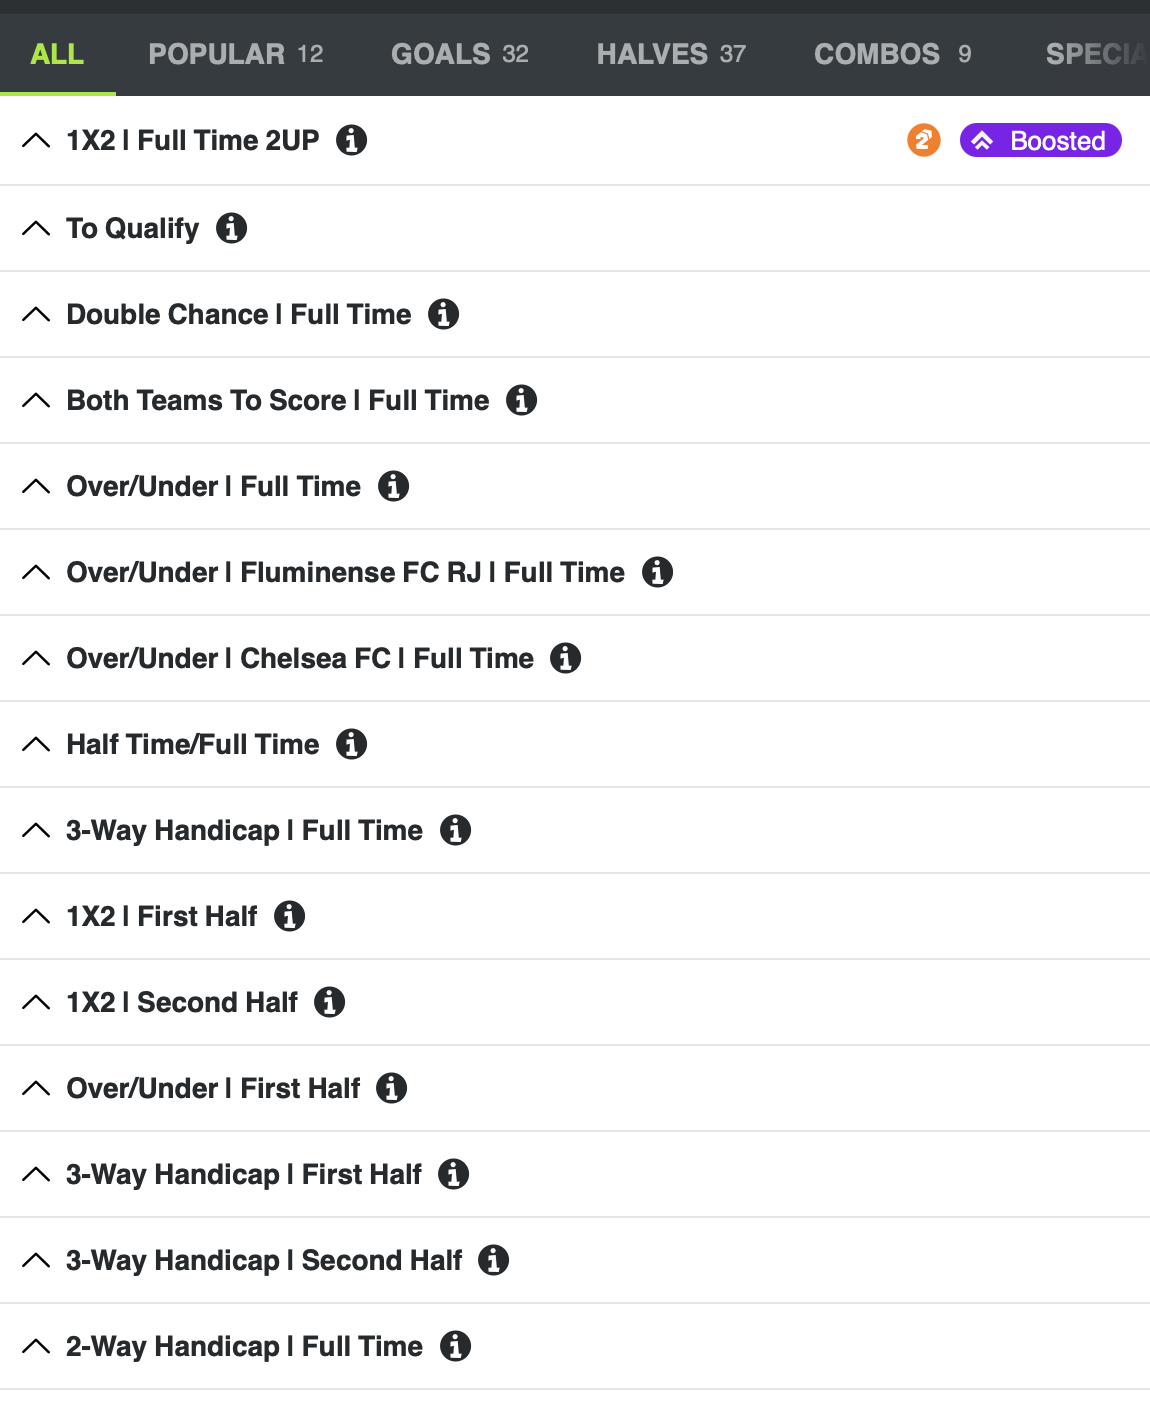 ALL POPULAR 12 GOALS 32 HALVES 37 COMBOS 9 SPECIA
1X2 | Full Time 2UP 2 Boosted
To Qualify
Double Chance | Full Time
Both Teams To Score | Full Time
Over/Under | Full Time
Over/Under | Fluminense FC RJ | Full Time
Over/Under | Chelsea FC | Full Time
Half Time/Full Time
3-Way Handicap | Full Time
1X2 | First Half
1X2 | Second Half
Over/Under | First Half
3-Way Handicap | First Half
3-Way Handicap | Second Half
2-Way Handicap | Full Time